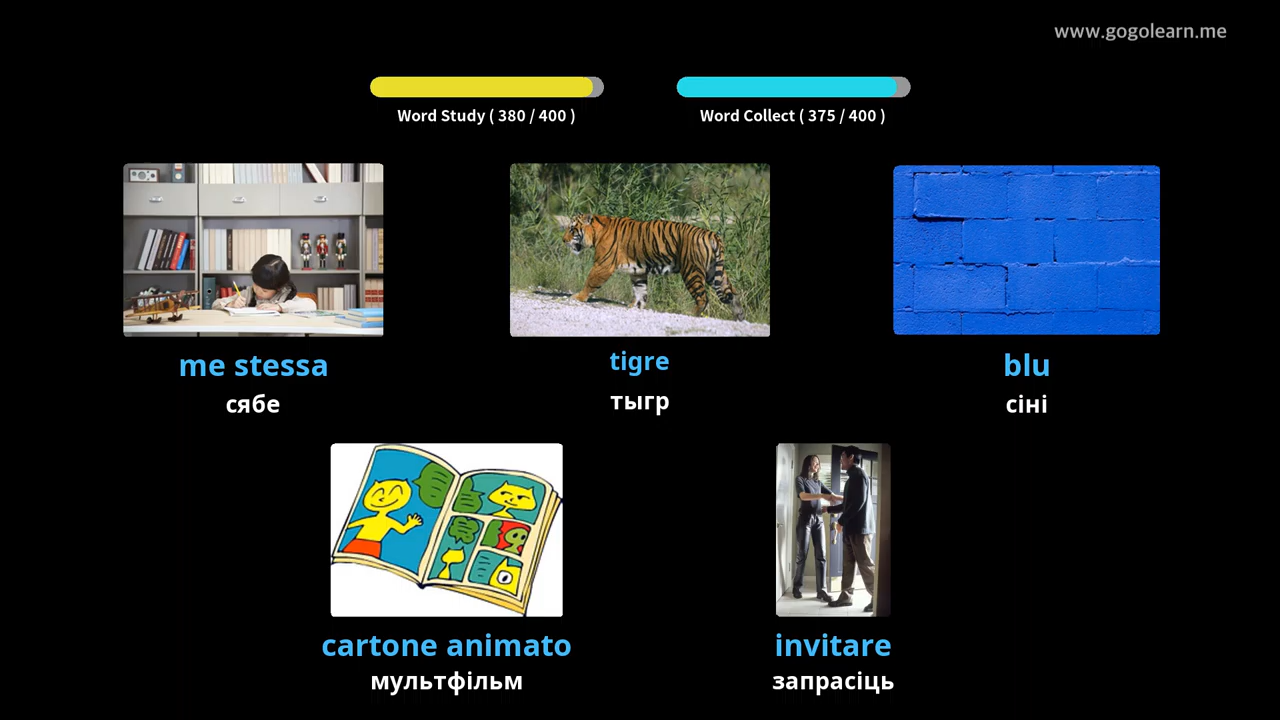 www.gogolearn.me
Word Study ( 380 / 400 )
Word Collect ( 375 / 400 )
me stessa
сябе
tigre
тыгр
blu
сіні
cartone animato
мультфільм
invitare
запрасіць